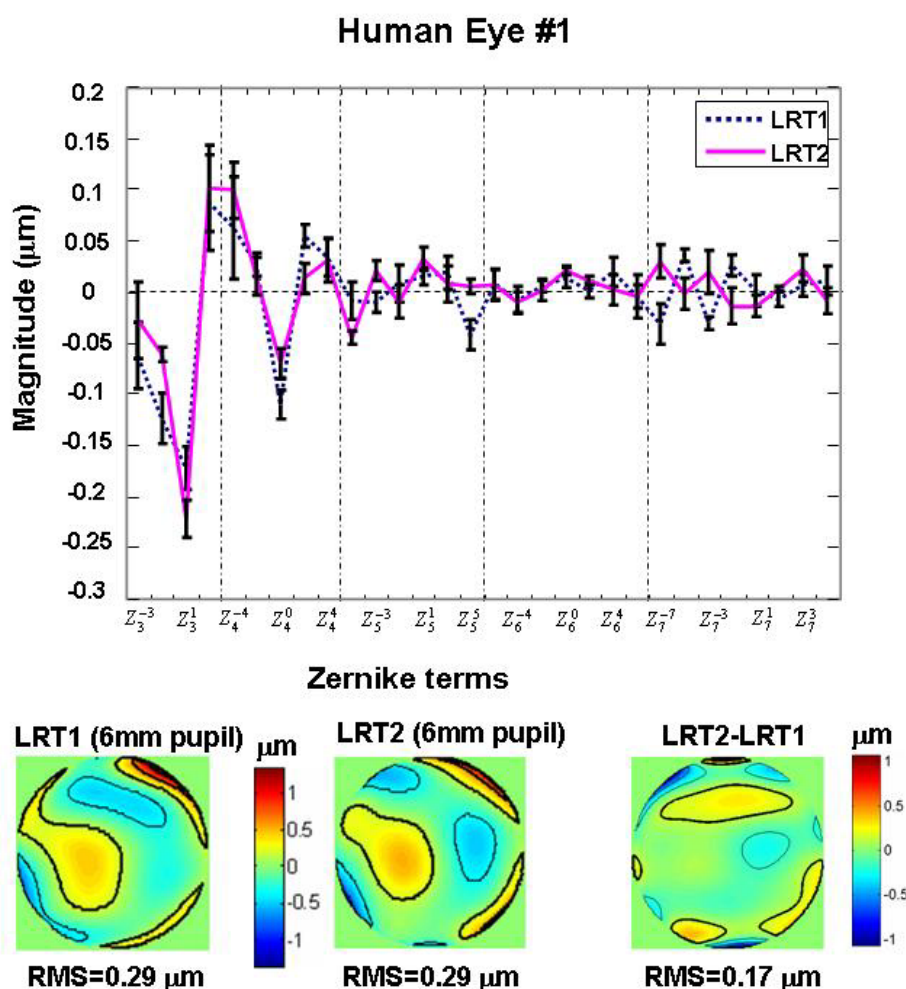 Human Eye #1
0.2
0.15
0.1
0.05
0
-0.05
-0.1
-0.15
-0.2
-0.25
-0.3
Magnitude (μm)
LRT1
LRT2
Z₃⁻³ Z₃¹ Z₄⁻⁴ Z₄⁰ Z₄⁴ Z₅⁻³ Z₅¹ Z₅⁵ Z₆⁻⁴ Z₆⁰ Z₆⁴ Z₇⁻⁷ Z₇⁻³ Z₇¹ Z₇³
Zernike terms
LRT1 (6mm pupil) μm
1
0.5
0
-0.5
-1
RMS=0.29 μm
LRT2 (6mm pupil)
RMS=0.29 μm
LRT2-LRT1 μm
1
0.5
0
-0.5
-1
RMS=0.17 μm